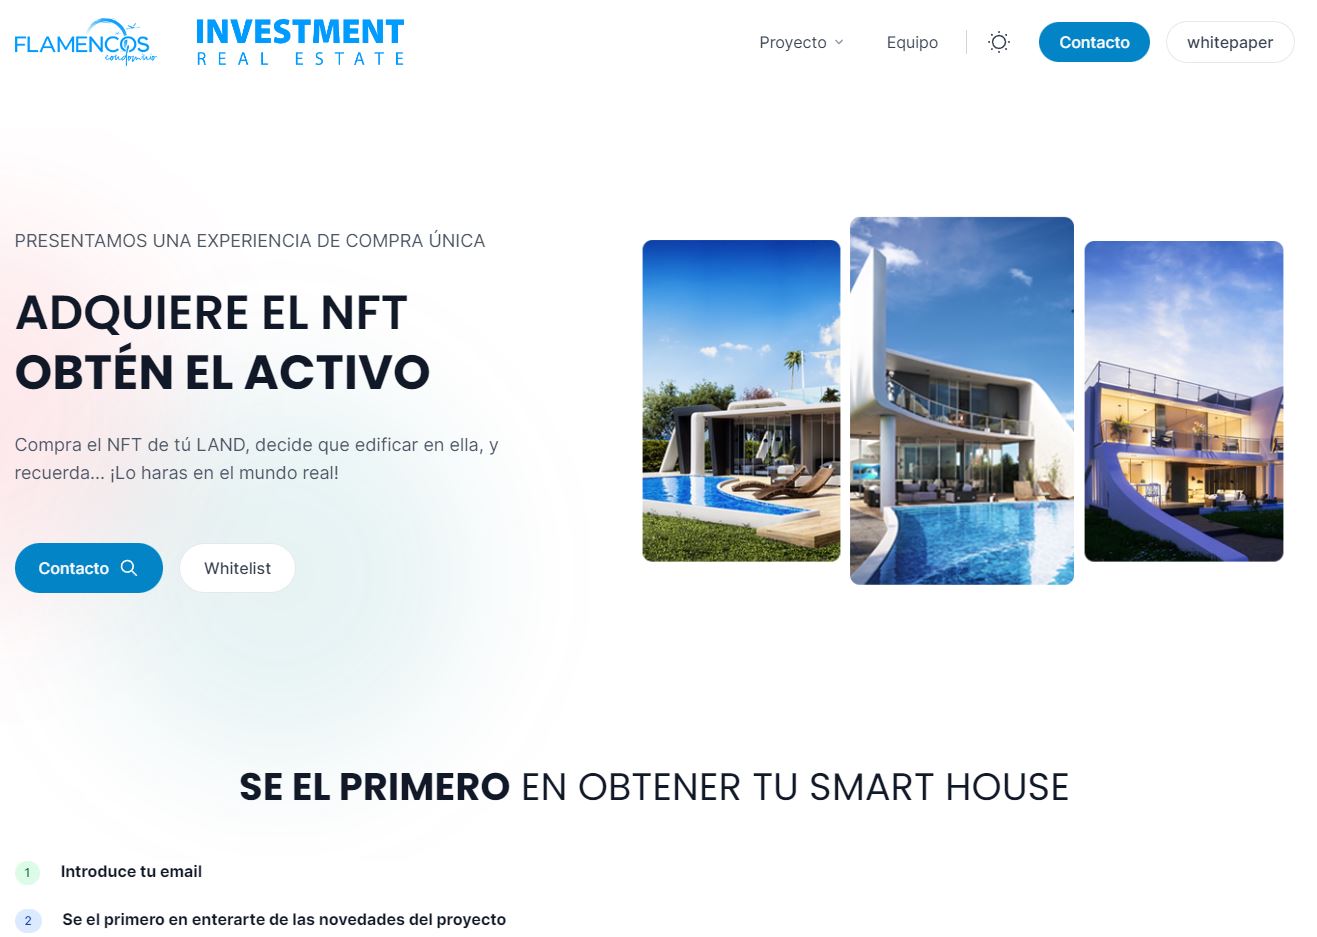 FLAMENCOS
condominio
INVESTMENT
REAL ESTATE
Proyecto
Equipo
Contacto
whitepaper
PRESENTAMOS UNA EXPERIENCIA DE COMPRA ÚNICA
ADQUIERE EL NFT
OBTÉN EL ACTIVO
Compra el NFT de tú LAND, decide que edificar en ella, y
recuerda... ¡Lo haras en el mundo real!
Contacto
Whitelist
SE EL PRIMERO EN OBTENER TU SMART HOUSE
1 Introduce tu email
2 Se el primero en enterarte de las novedades del proyecto